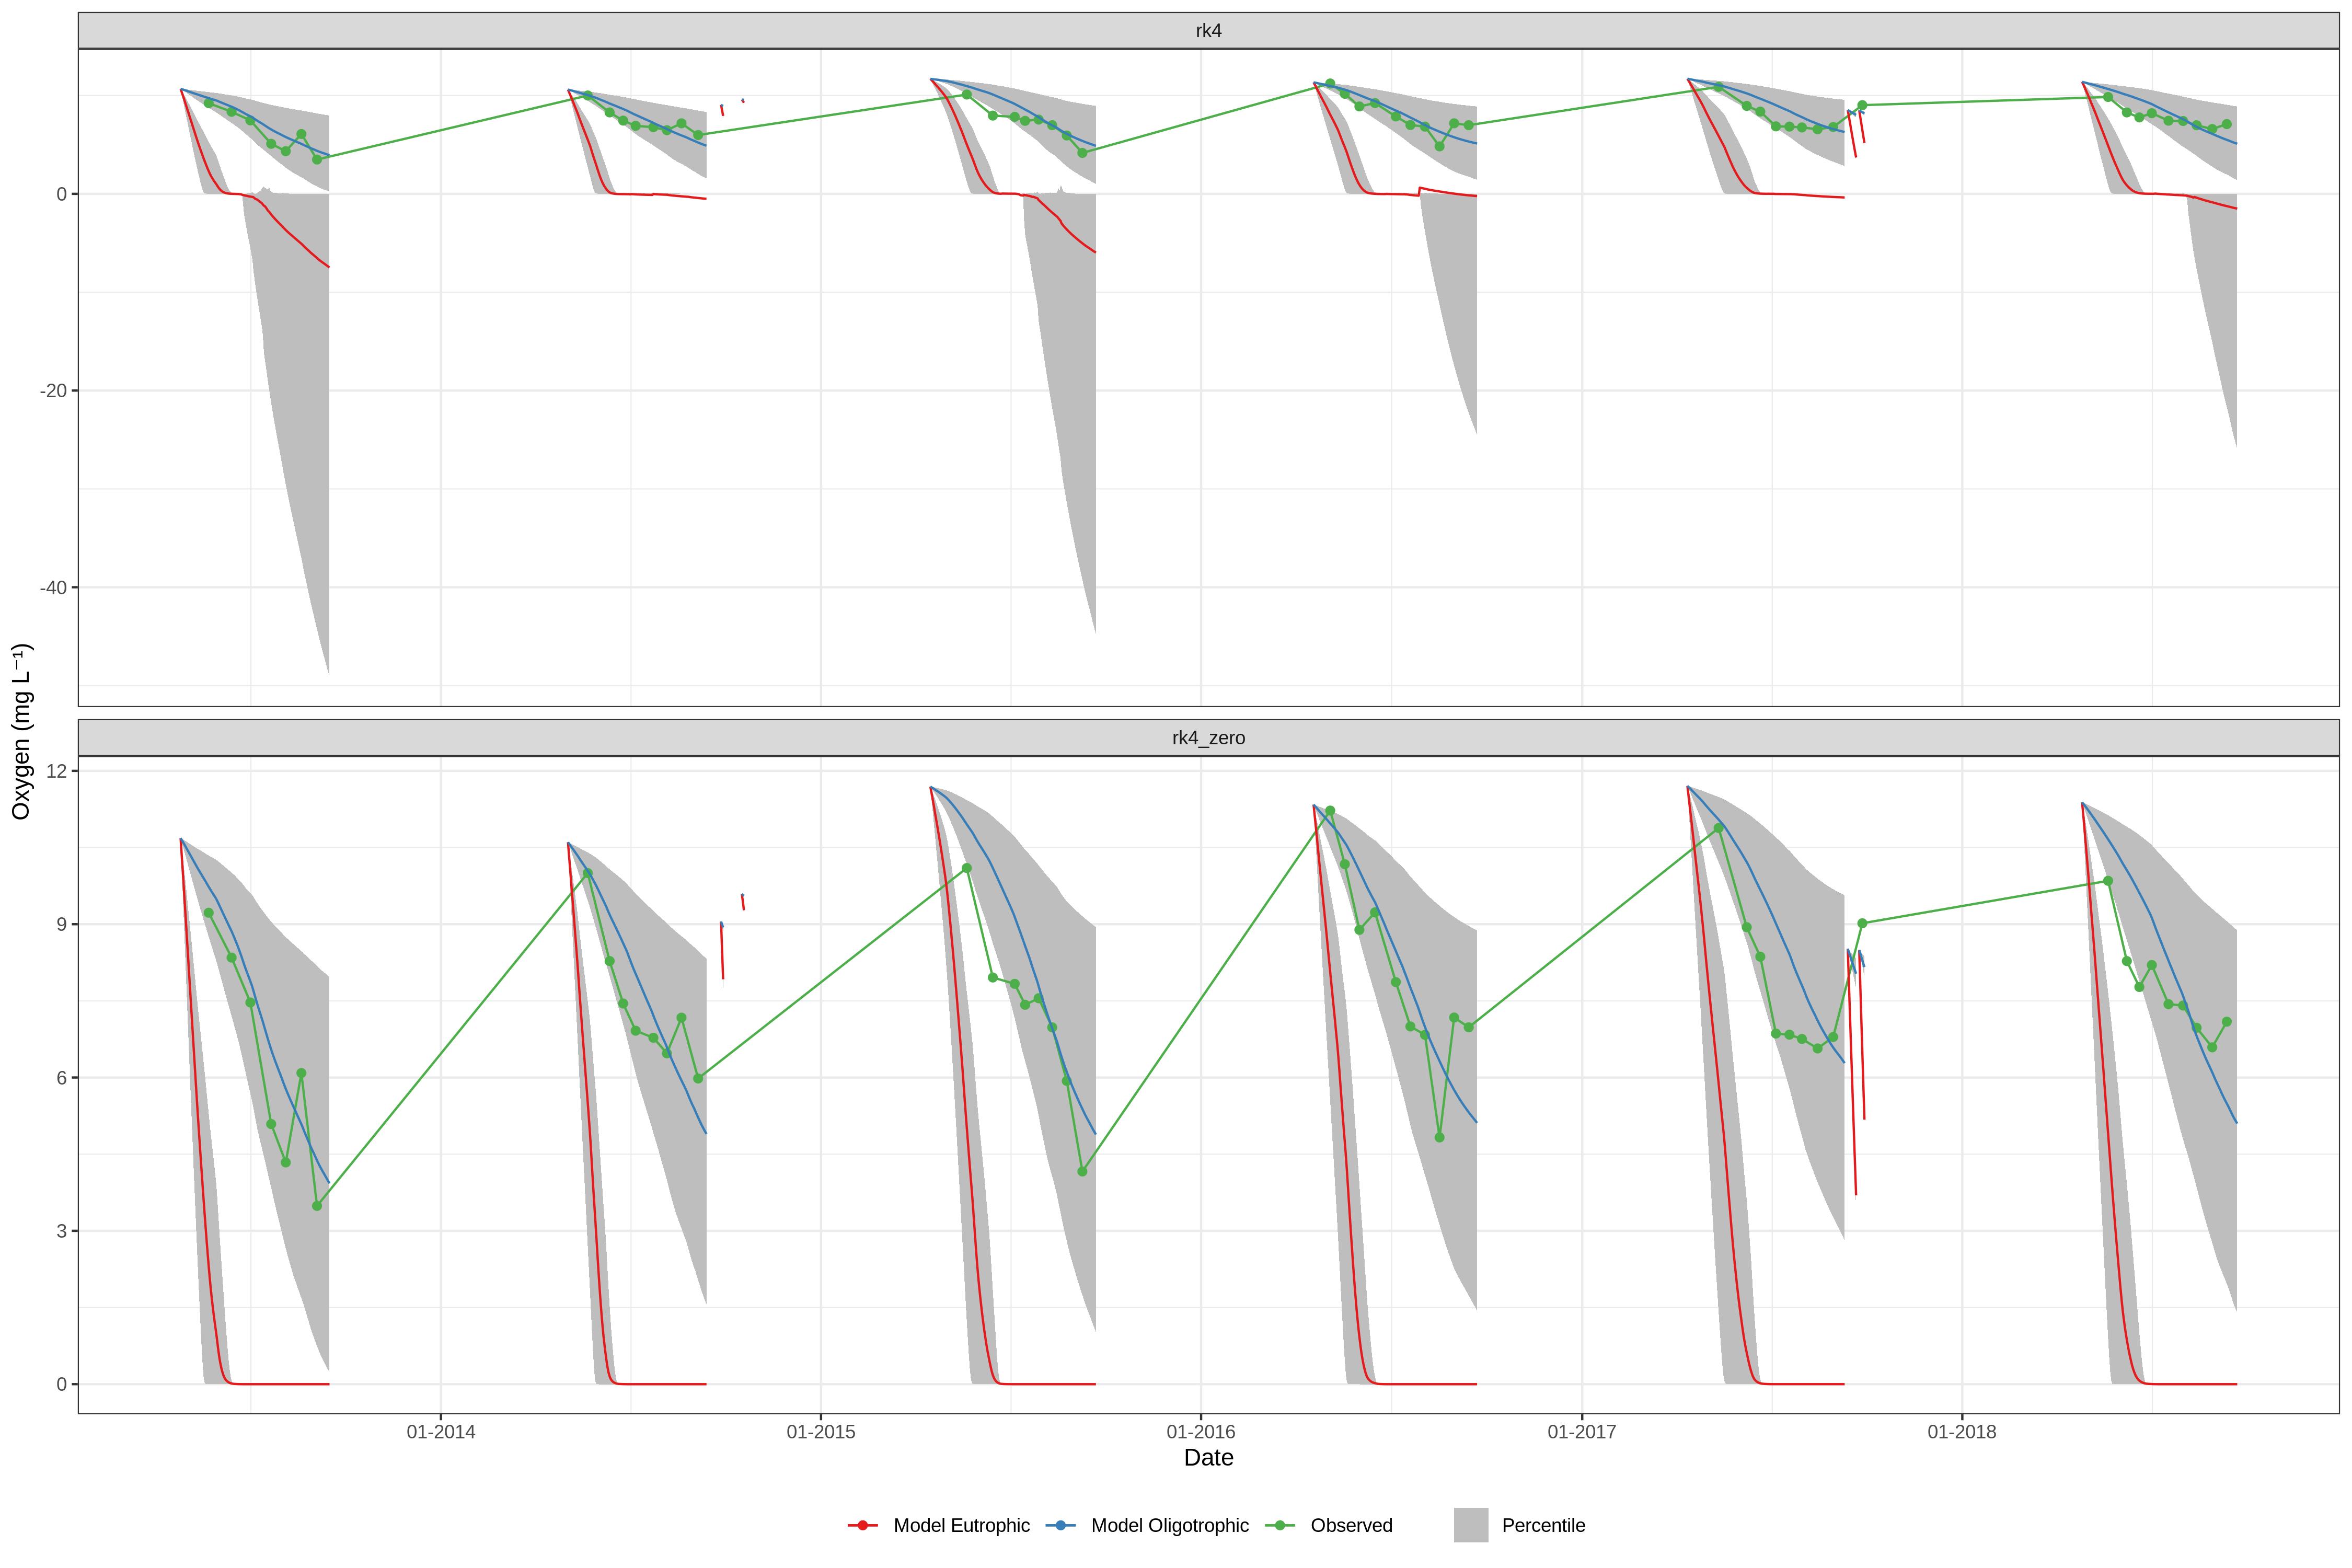 rk4
0
-20
-40
Oxygen (mg L⁻¹)
rk4_zero
12
9
6
3
0
01-2014 01-2015 01-2016 01-2017 01-2018
Date
Model Eutrophic Model Oligotrophic Observed Percentile